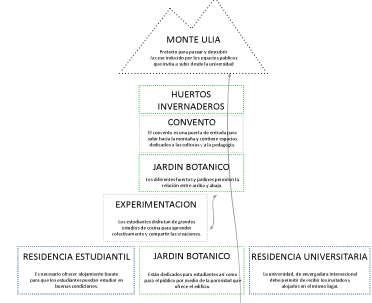 MONTE ULIA
Pretexto para pasear y descubrir
Acceso inducido por los espacios publicos
que invita a subir desde la universidad
HUERTOS
INVERNADEROS
CONVENTO
El convento es una puerta de entrada para
subir hacia la montaña y contiene espacios
dedicados a las culturas y a la pedagogia.
JARDIN BOTANICO
Los diferentes huertos y jardines permiten la
relación entre arriba y abajo.
EXPERIMENTACION
Los estudiantes disfrutan de grandes
estudios de cocina para aprender
colectivamente y compartir las creaciones.
RESIDENCIA ESTUDIANTIL
Es necesario ofrecer alojamiento barato
para que los estudiantes puedan estudiar en
buenas condiciones.
JARDIN BOTANICO
Están dedicados para estudiantes así como
para el público por medio de la porosidad que
ofrece el edificio.
RESIDENCIA UNIVERSITARIA
La universidad, de envergadura internacional
debe permitir de recibir los invitados y
alojarlos en el mismo lugar.